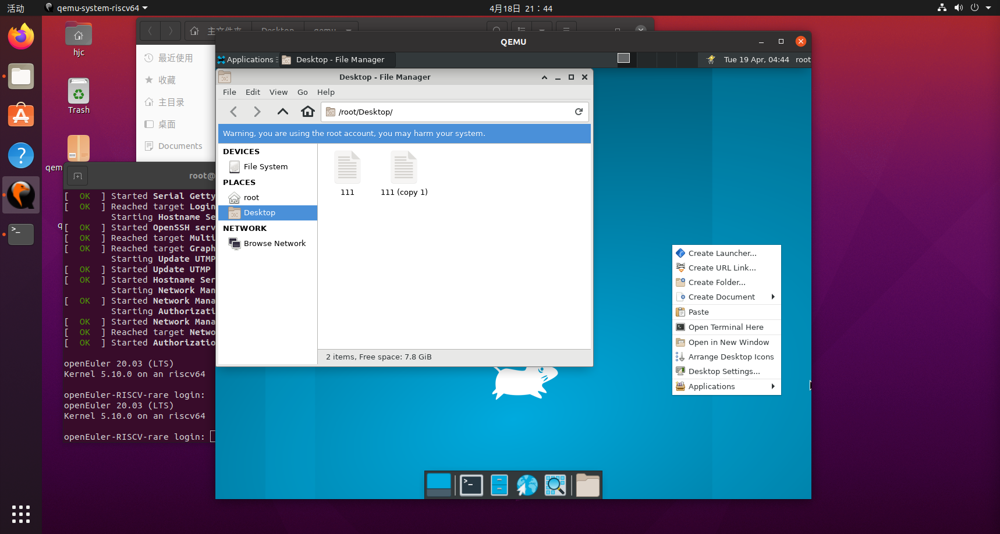 活动
qemu-system-riscv64
4月18日 21：44
hjc
Trash
qem
q
主文件夹
Desktop
qemu
最近使用
收藏
主目录
桌面
Documents
root@
[ OK ] Started Serial Getty
[ OK ] Reached target Login
Starting Hostname Se
[ OK ] Started OpenSSH serv
[ OK ] Reached target Multi
[ OK ] Reached target Graph
Starting Update UTMP
[ OK ] Started Update UTMP
[ OK ] Started Hostname Ser
Starting Network Man
[ OK ] Started Network Mana
Starting Authorizati
[ OK ] Started Network Mana
[ OK ] Reached target Netwo
[ OK ] Started Authorizatio
openEuler 20.03 (LTS)
Kernel 5.10.0 on an riscv64
openEuler-RISCV-rare login:
openEuler 20.03 (LTS)
Kernel 5.10.0 on an riscv64
openEuler-RISCV-rare login:
QEMU
Applications
Desktop - File Manager
Tue 19 Apr, 04:44
root
Desktop - File Manager
File Edit View Go Help
/root/Desktop/
Warning, you are using the root account, you may harm your system.
DEVICES
File System
PLACES
root
Desktop
NETWORK
Browse Network
111
111 (copy 1)
2 items, Free space: 7.8 GiB
Create Launcher...
Create URL Link...
Create Folder...
Create Document
Paste
Open Terminal Here
Open in New Window
Arrange Desktop Icons
Desktop Settings...
Applications